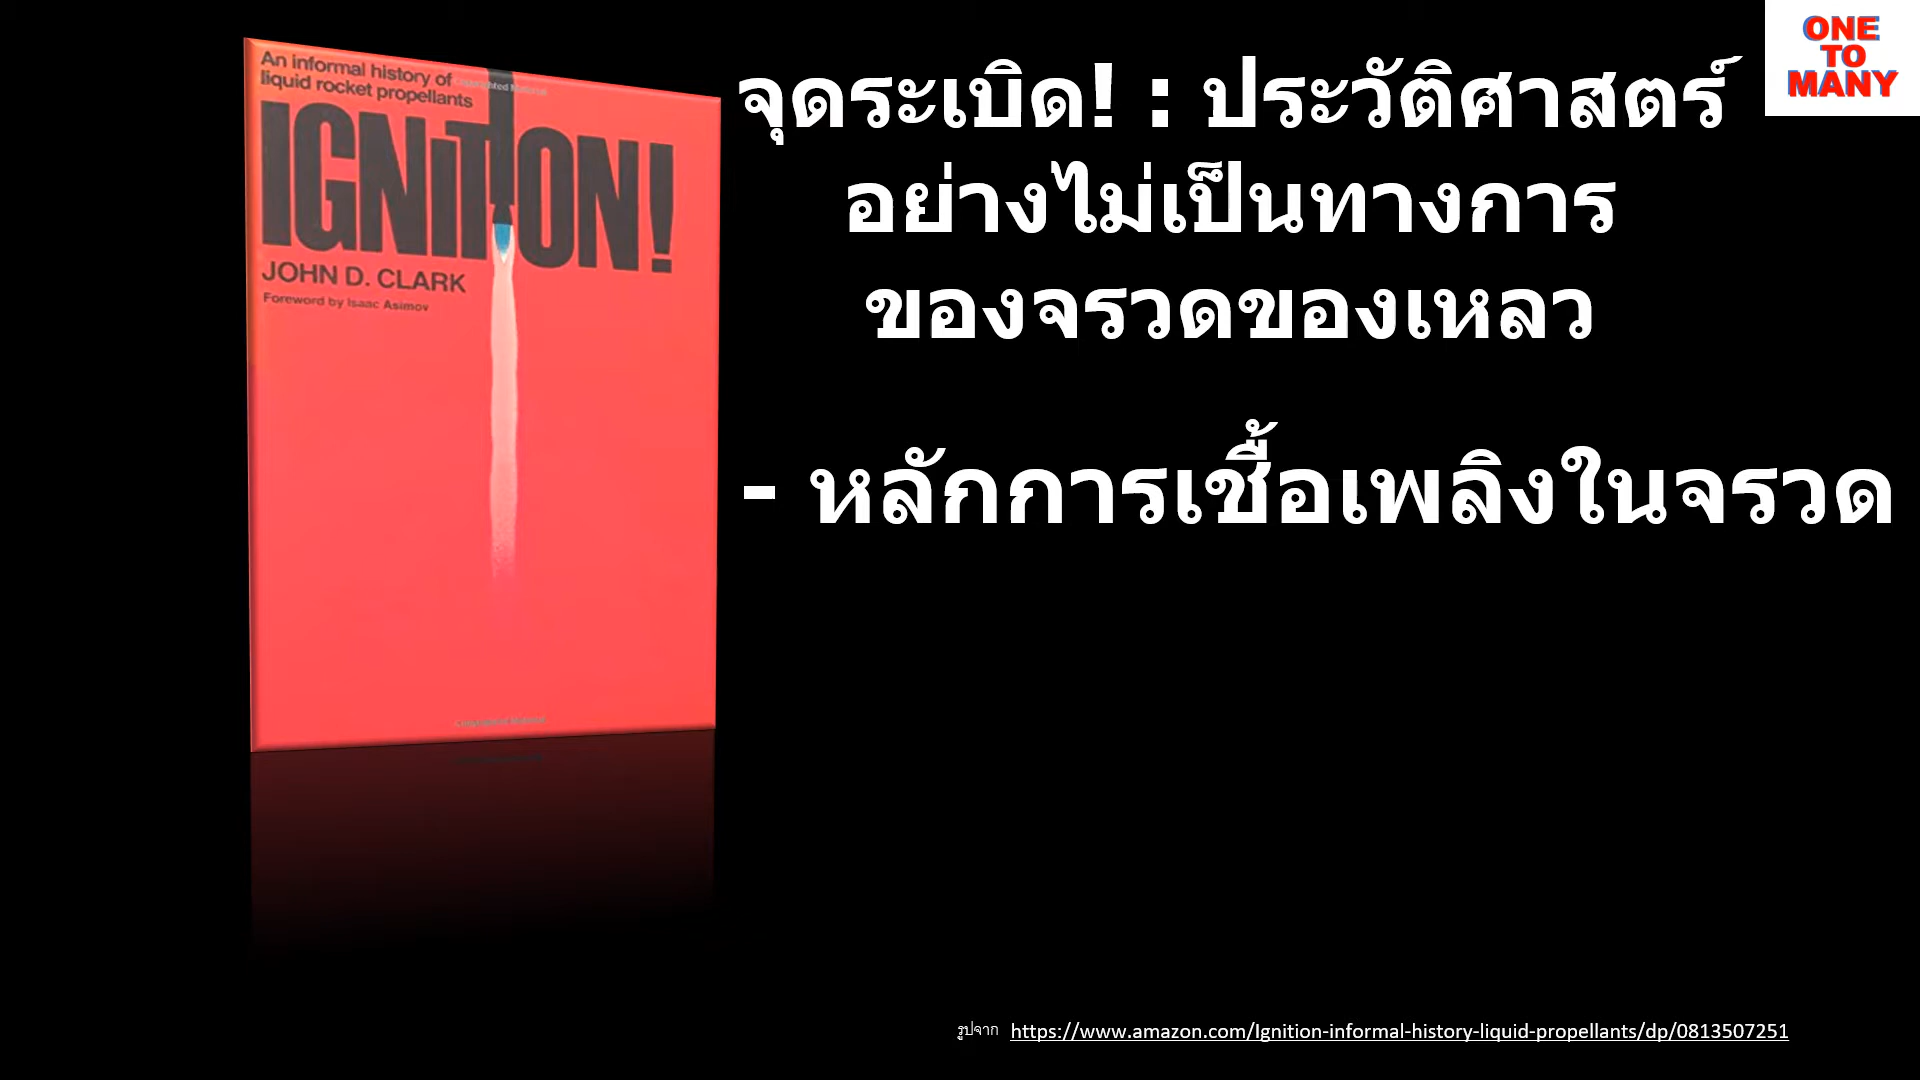 An informal history of
liquid rocket propellants
Copyrighted Material
IGNITION!
JOHN D. CLARK
Foreword by Isaac Asimov
Copyrighted Material
จุดระเบิด! : ประวัติศาสตร์
อย่างไม่เป็นทางการ
ของจรวดของเหลว
- หลักการเชื้อเพลิงในจรวด
ONE
TO
MANY
รูปจาก https://www.amazon.com/Ignition-informal-history-liquid-propellants/dp/0813507251